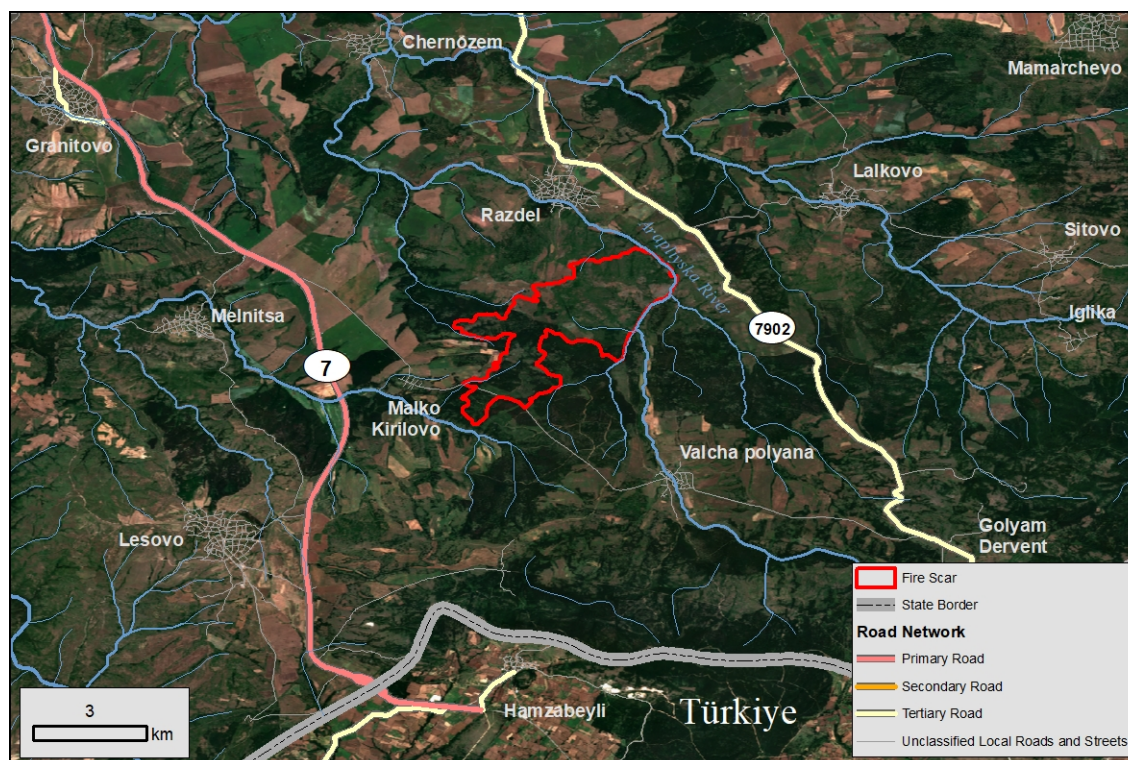 Chernozem
Mamarchevo
Granitovo
Lalkovo
Razdel
Sitovo
Arapliyska River
Melnitsa
Iglika
7902
7
Malko
Kirilovo
Valcha polyana
Lesovo
Golyam
Dervent
Fire Scar
State Border
Road Network
Primary Road
Secondary Road
Tertiary Road
Unclassified Local Roads and Streets
3
km
Hamzabeyli
Türkiye